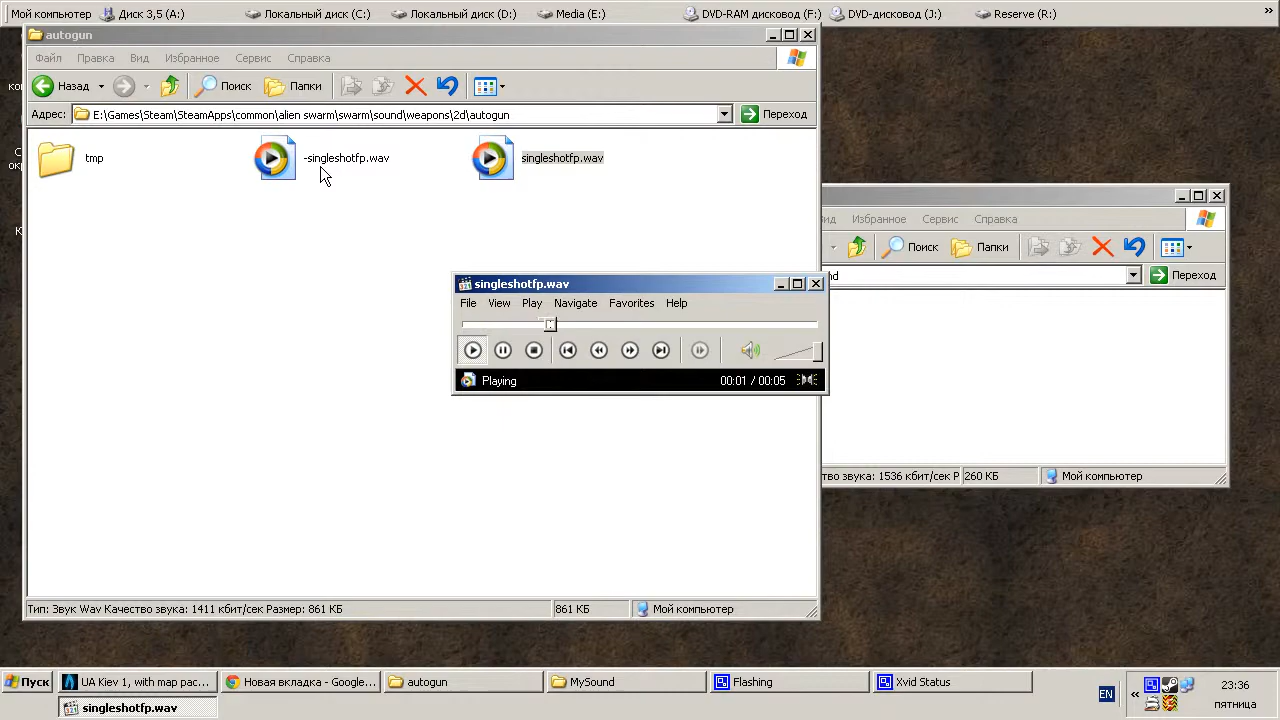 Мой компьютер
Диск 3,5 (A:)
Локальный диск (C:)
Локальный диск (D:)
Media (E:)
DVD-RAM дисковод (F:)
DVD-дисковод (J:)
Reserve (R:)
autogun
Файл Правка Вид Избранное Сервис Справка
Назад Поиск Папки
Адрес: E:\Games\Steam\SteamApps\common\alien swarm\swarm\sound\weapons\2d\autogun Переход
tmp
-singleshotfp.wav
singleshotfp.wav
ид Избранное Сервис Справка
Поиск Папки
nd Переход
singleshotfp.wav
File View Play Navigate Favorites Help
Playing 00:01 / 00:05
тво звука: 1536 кбит/сек Р 260 КБ Мой компьютер
Тип: Звук Wav Качество звука: 1411 кбит/сек Размер: 861 КБ 861 КБ Мой компьютер
Пуск
UA Kiev 1, with map pac...
Новая вкладка - Google...
autogun
MySound
Flashing
Xvid Status
singleshotfp.wav
EN
23:36
пятница